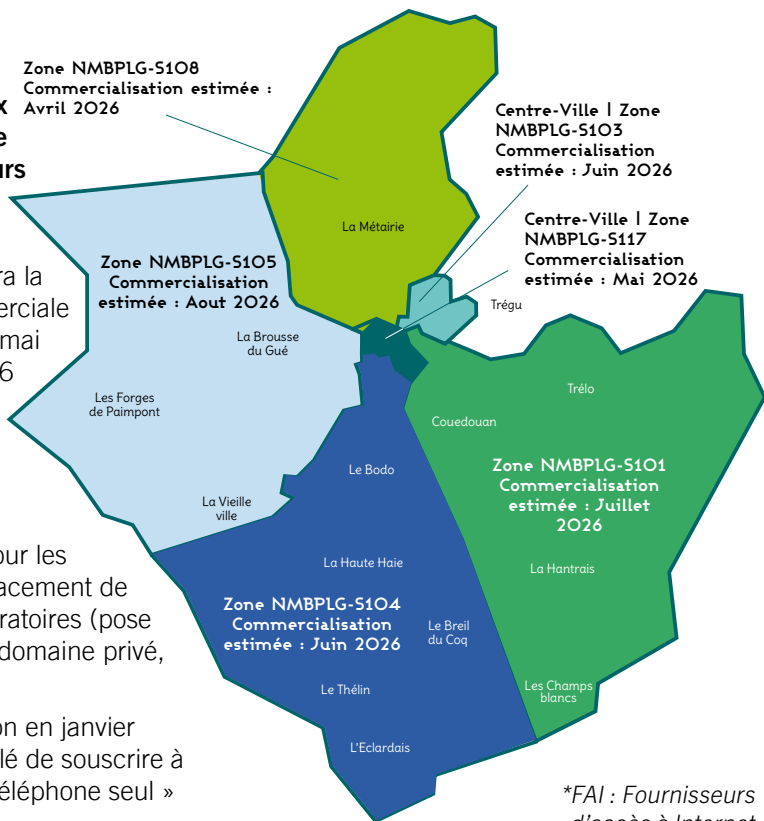 Zone NMBPLG-S108
Commercialisation estimée :
Avril 2026
x
e
urs
Centre-Ville | Zone
NMBPLG-S103
Commercialisation
estimée : Juin 2026
Centre-Ville | Zone
NMBPLG-S117
Commercialisation
estimée : Mai 2026
La Métairie
Zone NMBPLG-S105
Commercialisation
estimée : Aout 2026
ra la
erciale
mai
6
Trégu
La Brousse
du Gué
Les Forges
de Paimpont
Trélo
Couedouan
Le Bodo
Zone NMBPLG-S101
Commercialisation
estimée : Juillet
2026
La Vieille
ville
our les
acement de
ratoires (pose
domaine privé,
La Haute Haie
La Hantrais
Zone NMBPLG-S104
Commercialisation
estimée : Juin 2026
Le Breil
du Coq
Le Thélin
Les Champs
blancs
L'Eclardais
on en janvier
lé de souscrire à
éléphone seul »
*FAI : Fournisseurs
d'accès à Internet